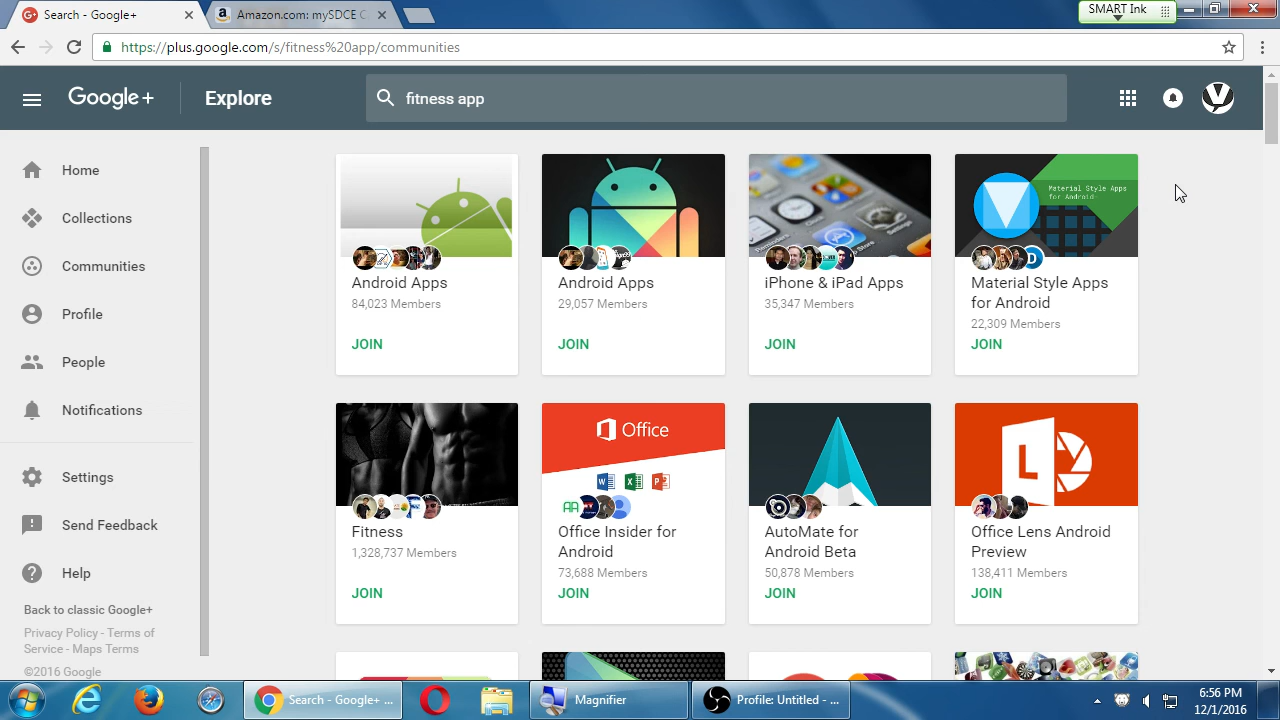 Search - Google+
Amazon.com: mySDCE C
SMART Ink
https://plus.google.com/s/fitness%20app/communities
Google+
Explore
fitness app
Home
Collections
Communities
Profile
People
Notifications
Settings
Send Feedback
Help
Back to classic Google+
Privacy Policy - Terms of
Service - Maps Terms
©2016 Google
Android Apps
84,023 Members
JOIN
Android Apps
29,057 Members
JOIN
iPhone & iPad Apps
35,347 Members
JOIN
Material Style Apps
for Android
Material Style Apps
for Android
22,309 Members
JOIN
Fitness
1,328,737 Members
JOIN
Office
Office Insider for
Android
73,688 Members
JOIN
AutoMate for
Android Beta
50,878 Members
JOIN
Office Lens Android
Preview
138,411 Members
JOIN
Search - Google+ ...
Magnifier
Profile: Untitled - ...
6:56 PM
12/1/2016